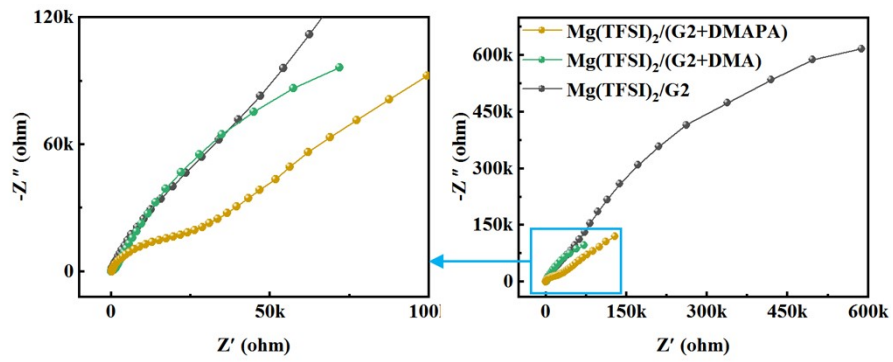 120k
60k
0
-Z″ (ohm)
0
50k
100k
Z′ (ohm)
Mg(TFSI)₂/(G2+DMAPA)
Mg(TFSI)₂/(G2+DMA)
Mg(TFSI)₂/G2
600k
450k
300k
150k
0
-Z″ (ohm)
0
150k
300k
450k
600k
Z′ (ohm)